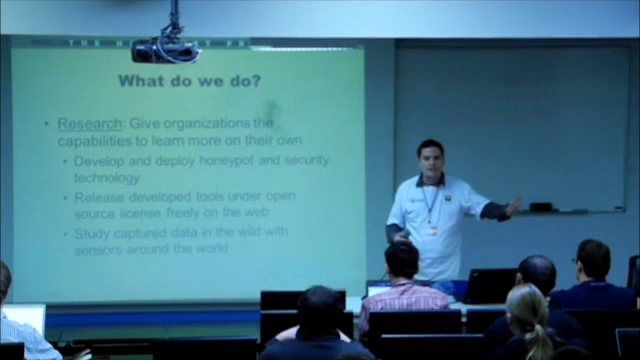 THE H
What do we do?
• Research: Give organizations the
capabilities to learn more on their own
• Develop and deploy honeypot and security
technology
• Release developed tools under open
source license freely on the web
• Study captured data in the wild with
sensors around the world